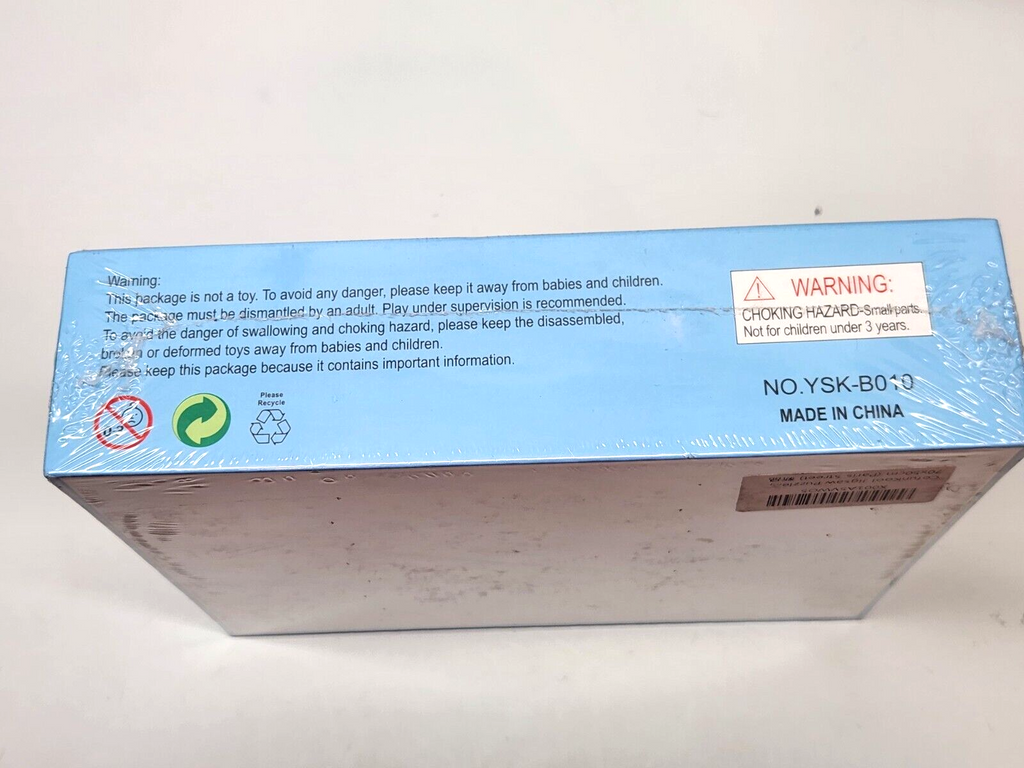 Warning:
This package is not a toy. To avoid any danger, please keep it away from babies and children.
The package must be dismantled by an adult. Play under supervision is recommended.
To avoid the danger of swallowing and choking hazard, please keep the disassembled,
broken or deformed toys away from babies and children.
Please keep this package because it contains important information.
Please
Recycle
WARNING:
CHOKING HAZARD-Small parts.
Not for children under 3 years.
NO.YSK-B010
MADE IN CHINA